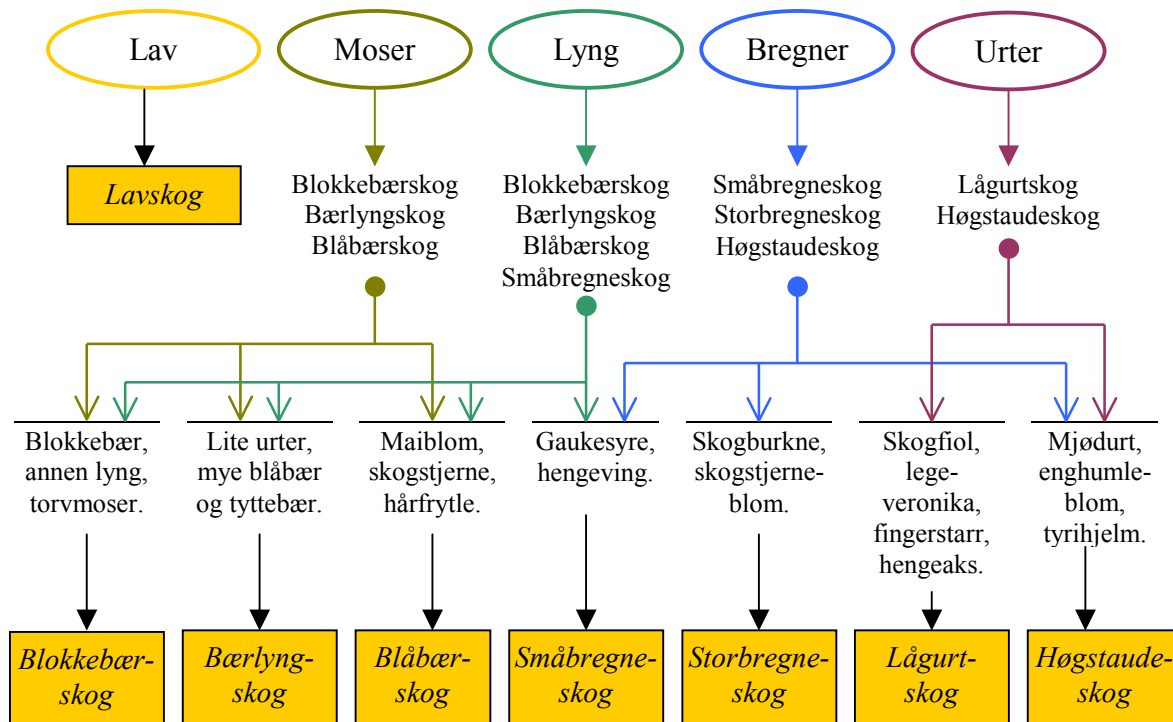 Lav
Moser
Lyng
Bregner
Urter
Lavskog
Blokkebærskog
Bærlyngskog
Blåbærskog
Blokkebærskog
Bærlyngskog
Blåbærskog
Småbregneskog
Småbregneskog
Storbregneskog
Høgstaudeskog
Lågurtskog
Høgstaudeskog
Blokkebær,
annen lyng,
torvmoser.
Lite urter,
mye blåbær
og tyttebær.
Maiblom,
skogstjerne,
hårfrytle.
Gaukesyre,
hengeving.
Skogburkne,
skogstjerne-
blom.
Skogfiol,
lege-
veronika,
fingerstarr,
hengeaks.
Mjødurt,
enghumle-
blom,
tyrihjelm.
Blokkebær-
skog
Bærlyng-
skog
Blåbær-
skog
Småbregne-
skog
Storbregne-
skog
Lågurt-
skog
Høgstaude-
skog